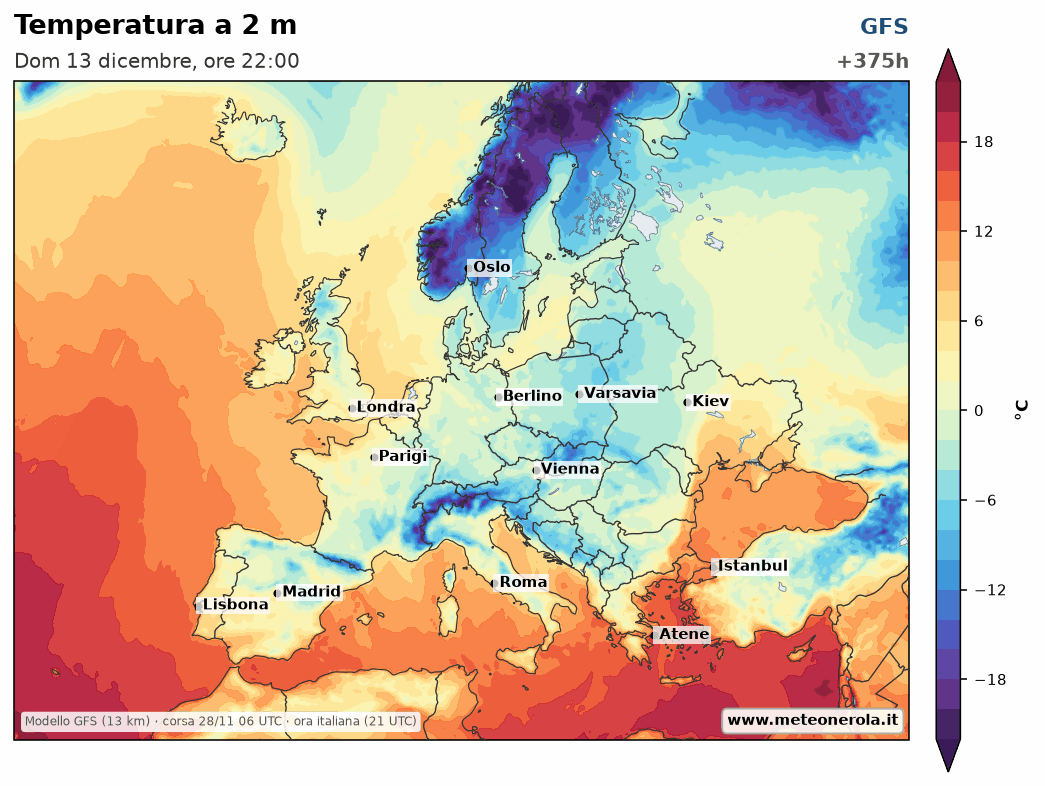 Temperatura a 2 m
GFS
Dom 13 dicembre, ore 22:00
+375h
18
12
6
0
−6
−12
−18
°C
Oslo
Londra
Berlino
Varsavia
Kiev
Parigi
Vienna
Istanbul
Roma
Madrid
Lisbona
Atene
Modello GFS (13 km) · corsa 28/11 06 UTC · ora italiana (21 UTC)
www.meteonerola.it